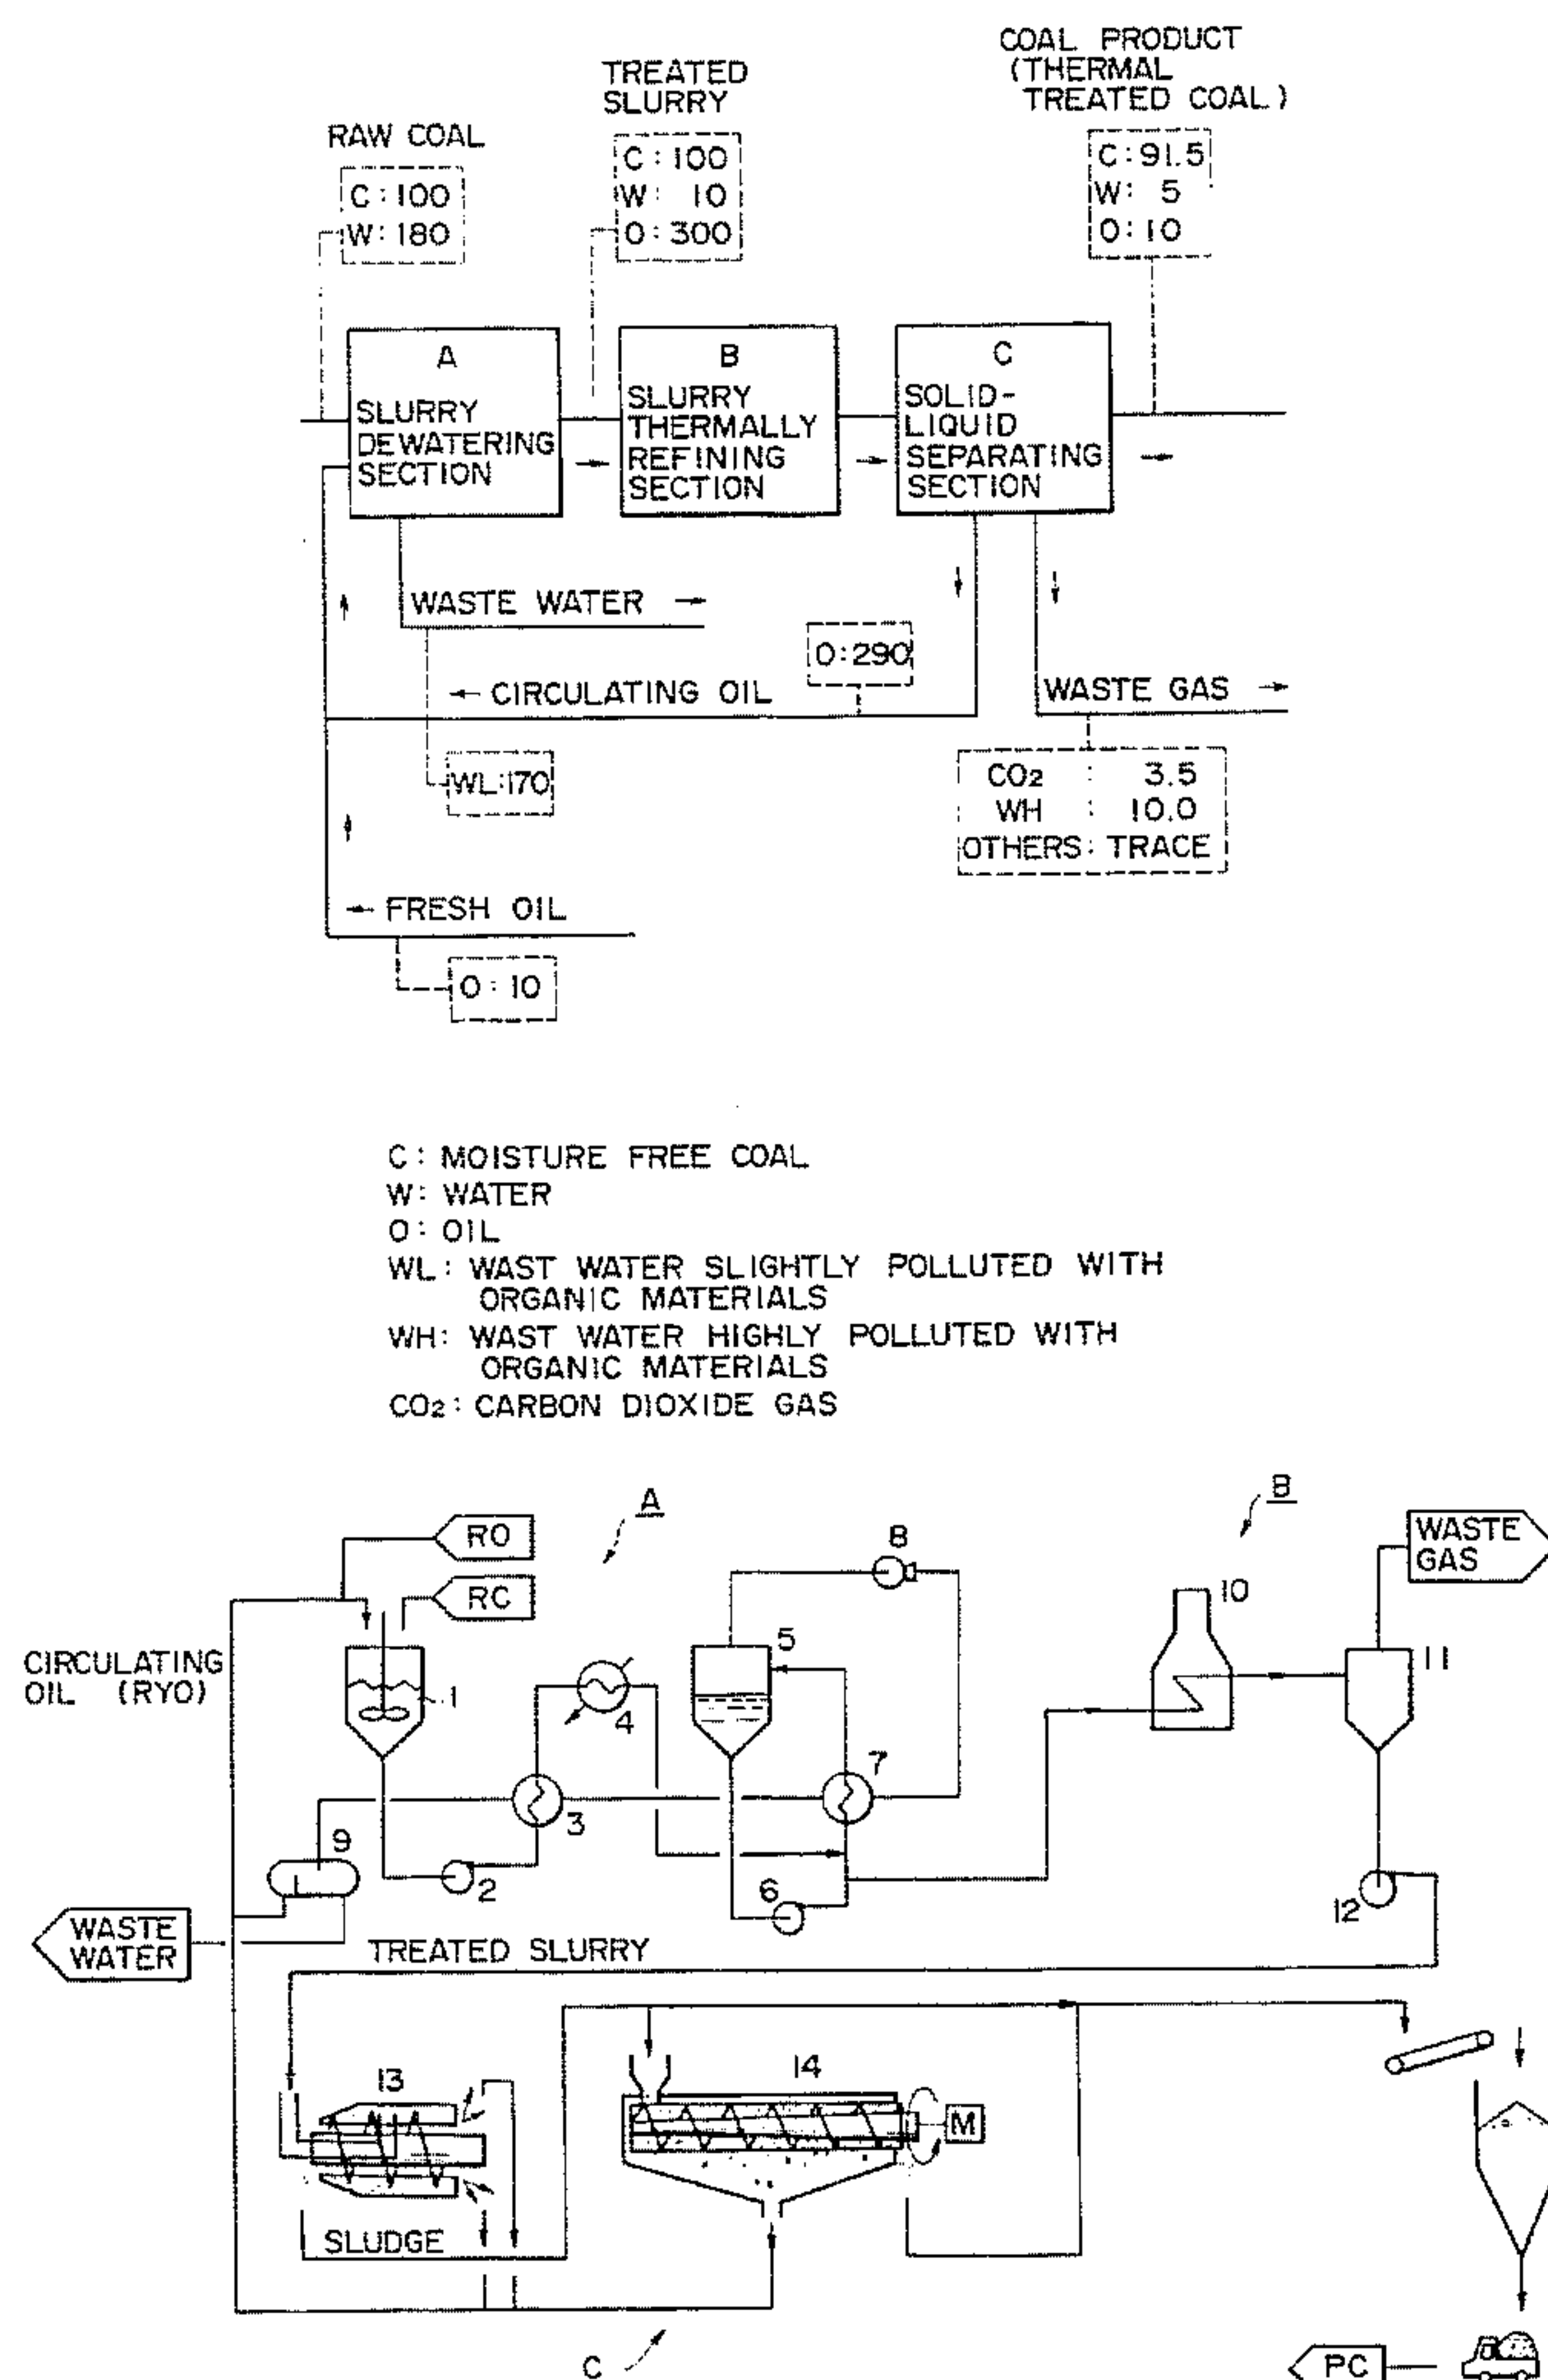 COAL PRODUCT
(THERMAL
TREATED COAL)
TREATED
SLURRY
RAW COAL
C:100
W:180
C:100
W: 10
O:300
C:91.5
W: 5
O:10
A
SLURRY
DEWATERING
SECTION
B
SLURRY
THERMALLY
REFINING
SECTION
C
SOLID-
LIQUID
SEPARATING
SECTION
WASTE WATER
O:290
CIRCULATING OIL
WASTE GAS
WL:170
CO2 : 3.5
WH : 10.0
OTHERS: TRACE
FRESH OIL
O: 10
C: MOISTURE FREE COAL
W: WATER
O: OIL
WL: WAST WATER SLIGHTLY POLLUTED WITH
ORGANIC MATERIALS
WH: WAST WATER HIGHLY POLLUTED WITH
ORGANIC MATERIALS
CO2: CARBON DIOXIDE GAS
A
B
RO
RC
WASTE
GAS
8
10
CIRCULATING
OIL (RYO)
1
4
5
11
3
7
9
2
6
12
WASTE
WATER
TREATED SLURRY
13
14
M
SLUDGE
C
PC